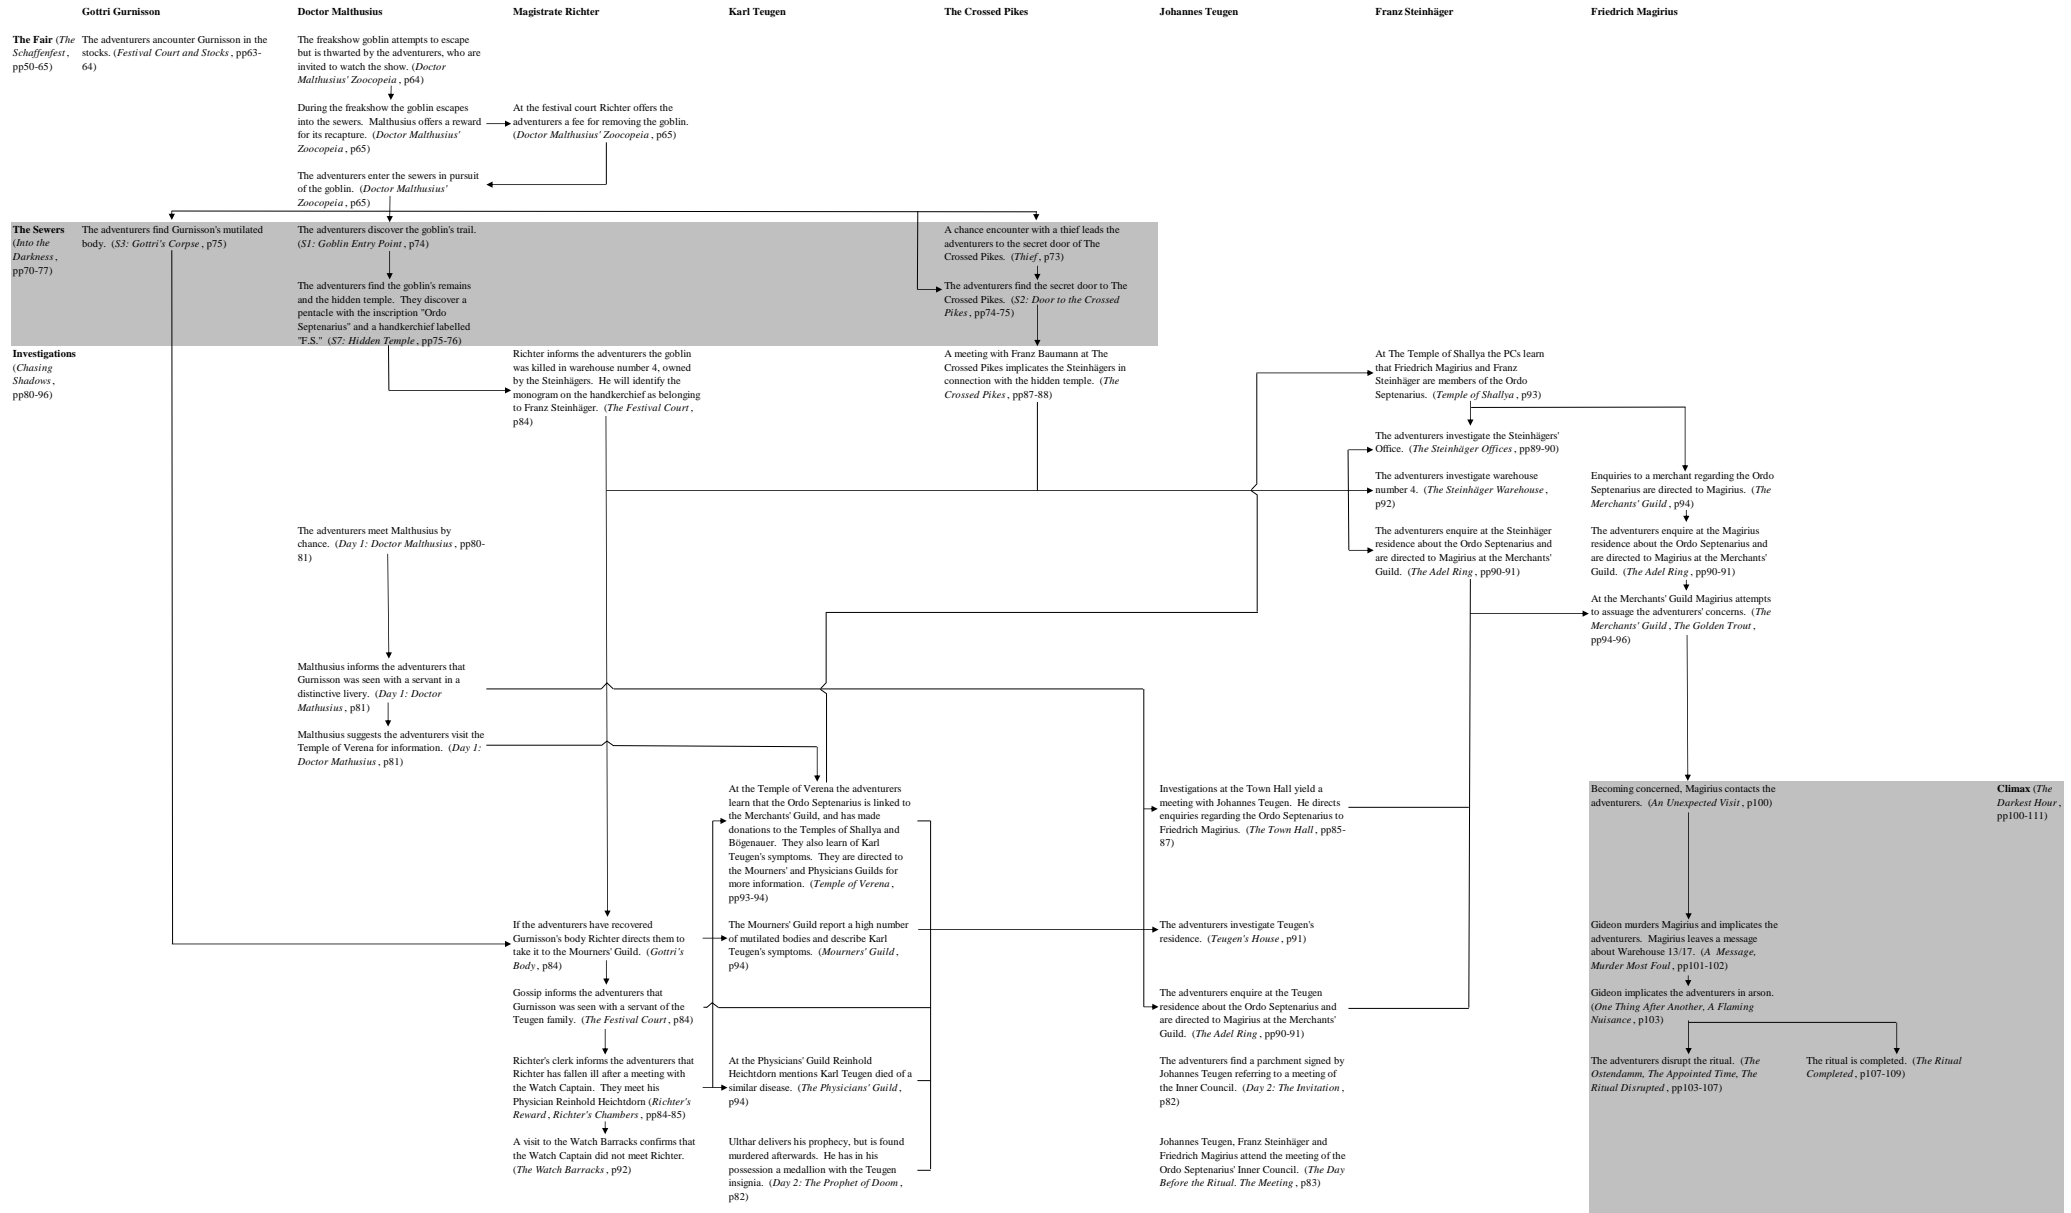 Gottri Gurnisson
Doctor Malthusius
Magistrate Richter
Karl Teugen
The Crossed Pikes
Johannes Teugen
Franz Steinhäger
Friedrich Magirius
The Fair (The
Schaffenfest,
pp50-65)
The adventurers ancounter Gurnisson in the
stocks. (Festival Court and Stocks, pp63-
64)
The freakshow goblin attempts to escape
but is thwarted by the adventurers, who are
invited to watch the show. (Doctor
Malthusius' Zoocopeia, p64)
During the freakshow the goblin escapes
into the sewers. Malthusius offers a reward
for its recapture. (Doctor Malthusius'
Zoocopeia, p65)
At the festival court Richter offers the
adventurers a fee for removing the goblin.
(Doctor Malthusius' Zoocopeia, p65)
The adventurers enter the sewers in pursuit
of the goblin. (Doctor Malthusius'
Zoocopeia, p65)
The Sewers
(Into the
Darkness,
pp70-77)
The adventurers find Gurnisson's mutilated
body. (S3: Gottri's Corpse, p75)
The adventurers discover the goblin's trail.
(S1: Goblin Entry Point, p74)
A chance encounter with a thief leads the
adventurers to the secret door of The
Crossed Pikes. (Thief, p73)
The adventurers find the goblin's remains
and the hidden temple. They discover a
pentacle with the inscription "Ordo
Septenarius" and a handkerchief labelled
"F.S." (S7: Hidden Temple, pp75-76)
The adventurers find the secret door to The
Crossed Pikes. (S2: Door to the Crossed
Pikes, pp74-75)
Investigations
(Chasing
Shadows,
pp80-96)
Richter informs the adventurers the goblin
was killed in warehouse number 4, owned
by the Steinhägers. He will identify the
monogram on the handkerchief as belonging
to Franz Steinhäger. (The Festival Court,
p84)
A meeting with Franz Baumann at The
Crossed Pikes implicates the Steinhägers in
connection with the hidden temple. (The
Crossed Pikes, pp87-88)
At The Temple of Shallya the PCs learn
that Friedrich Magirius and Franz
Steinhäger are members of the Ordo
Septenarius. (Temple of Shallya, p93)
The adventurers investigate the Steinhägers'
Office. (The Steinhäger Offices, pp89-90)
The adventurers investigate warehouse
number 4. (The Steinhäger Warehouse,
p92)
Enquiries to a merchant regarding the Ordo
Septenarius are directed to Magirius. (The
Merchants' Guild, p94)
The adventurers meet Malthusius by
chance. (Day 1: Doctor Malthusius, pp80-
81)
The adventurers enquire at the Steinhäger
residence about the Ordo Septenarius and
are directed to Magirius at the Merchants'
Guild. (The Adel Ring, pp90-91)
The adventurers enquire at the Magirius
residence about the Ordo Septenarius and
are directed to Magirius at the Merchants'
Guild. (The Adel Ring, pp90-91)
At the Merchants' Guild Magirius attempts
to assuage the adventurers' concerns. (The
Merchants' Guild, The Golden Trout,
pp94-96)
Malthusius informs the adventurers that
Gurnisson was seen with a servant in a
distinctive livery. (Day 1: Doctor
Mathusius, p81)
Malthusius suggests the adventurers visit the
Temple of Verena for information. (Day 1:
Doctor Mathusius, p81)
At the Temple of Verena the adventurers
learn that the Ordo Septenarius is linked to
the Merchants' Guild, and has made
donations to the Temples of Shallya and
Bögenauer. They also learn of Karl
Teugen's symptoms. They are directed to
the Mourners' and Physicians Guilds for
more information. (Temple of Verena,
pp93-94)
Investigations at the Town Hall yield a
meeting with Johannes Teugen. He directs
enquiries regarding the Ordo Septenarius to
Friedrich Magirius. (The Town Hall, pp85-
87)
Becoming concerned, Magirius contacts the
adventurers. (An Unexpected Visit, p100)
Climax (The
Darkest Hour,
pp100-111)
If the adventurers have recovered
Gurnisson's body Richter directs them to
take it to the Mourners' Guild. (Gottri's
Body, p84)
The Mourners' Guild report a high number
of mutilated bodies and describe Karl
Teugen's symptoms. (Mourners' Guild,
p94)
The adventurers investigate Teugen's
residence. (Teugen's House, p91)
Gideon murders Magirius and implicates the
adventurers. Magirius leaves a message
about Warehouse 13/17. (A Message,
Murder Most Foul, pp101-102)
Gossip informs the adventurers that
Gurnisson was seen with a servant of the
Teugen family. (The Festival Court, p84)
The adventurers enquire at the Teugen
residence about the Ordo Septenarius and
are directed to Magirius at the Merchants'
Guild. (The Adel Ring, pp90-91)
Gideon implicates the adventurers in arson.
(One Thing After Another, A Flaming
Nuisance, p103)
Richter's clerk informs the adventurers that
Richter has fallen ill after a meeting with
the Watch Captain. They meet his
Physician Reinhold Heichtdorn (Richter's
Reward, Richter's Chambers, pp84-85)
At the Physicians' Guild Reinhold
Heichtdorn mentions Karl Teugen died of a
similar disease. (The Physicians' Guild,
p94)
The adventurers find a parchment signed by
Johannes Teugen referring to a meeting of
the Inner Council. (Day 2: The Invitation,
p82)
The adventurers disrupt the ritual. (The
Ostendamm, The Appointed Time, The
Ritual Disrupted, pp103-107)
The ritual is completed. (The Ritual
Completed, p107-109)
A visit to the Watch Barracks confirms that
the Watch Captain did not meet Richter.
(The Watch Barracks, p92)
Ulthar delivers his prophecy, but is found
murdered afterwards. He has in his
possession a medallion with the Teugen
insignia. (Day 2: The Prophet of Doom,
p82)
Johannes Teugen, Franz Steinhäger and
Friedrich Magirius attend the meeting of the
Ordo Septenarius' Inner Council. (The Day
Before the Ritual. The Meeting, p83)